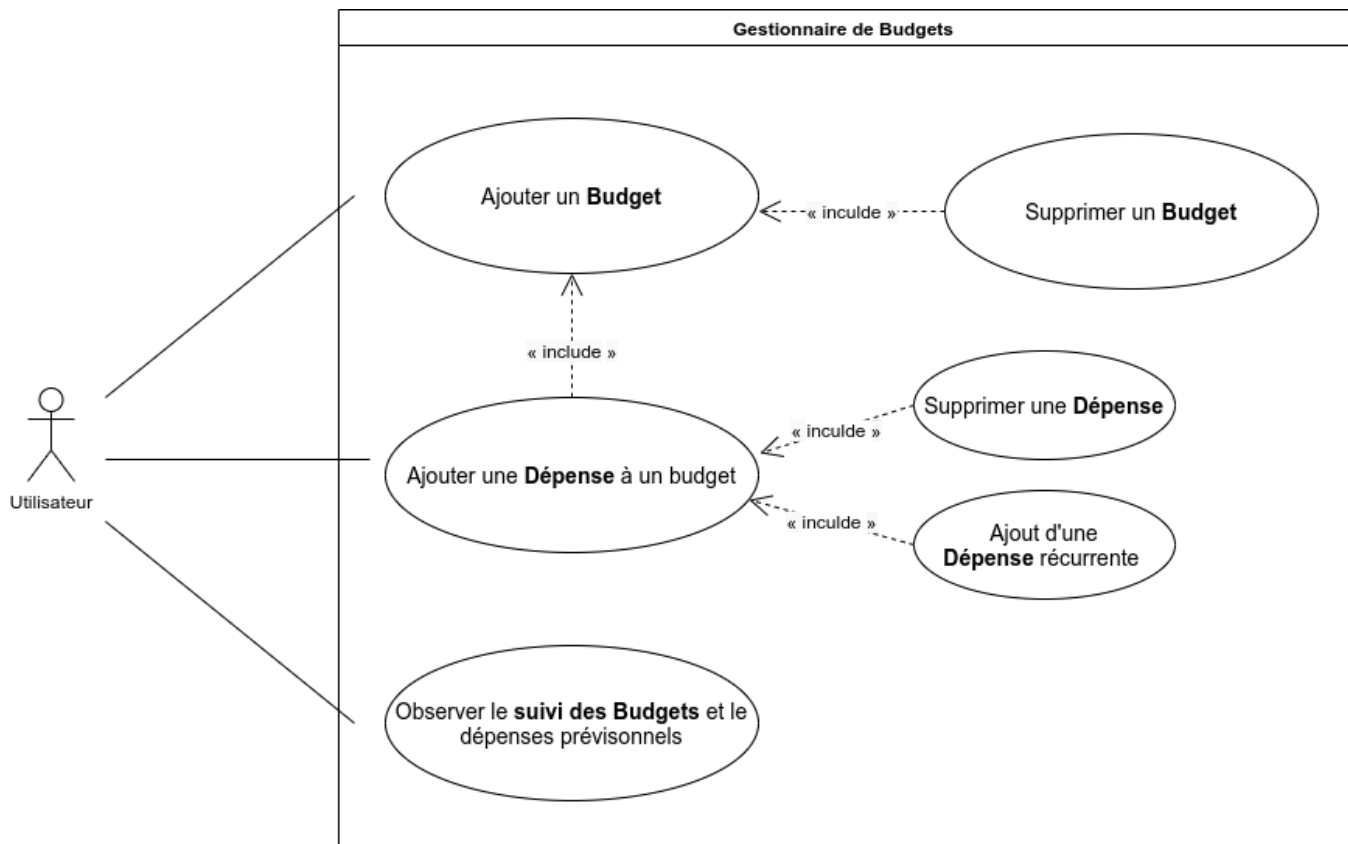 Gestionnaire de Budgets
Ajouter un Budget
« inculde »
Supprimer un Budget
« include »
Supprimer une Dépense
« inculde »
Ajouter une Dépense à un budget
Utilisateur
« inculde »
Ajout d'une
Dépense récurrente
Observer le suivi des Budgets et le
dépenses prévisonnels